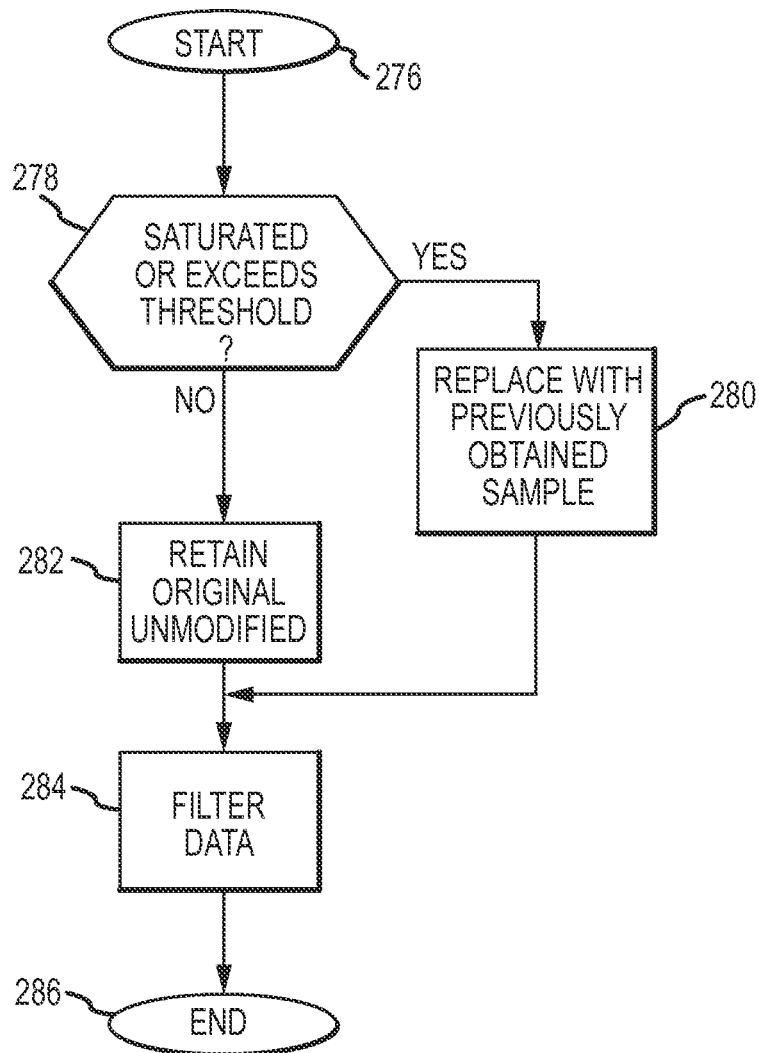 START
276
278
SATURATED
OR EXCEEDS
THRESHOLD
?
YES
NO
REPLACE WITH
PREVIOUSLY
OBTAINED
SAMPLE
280
282
RETAIN
ORIGINAL
UNMODIFIED
284
FILTER
DATA
286
END